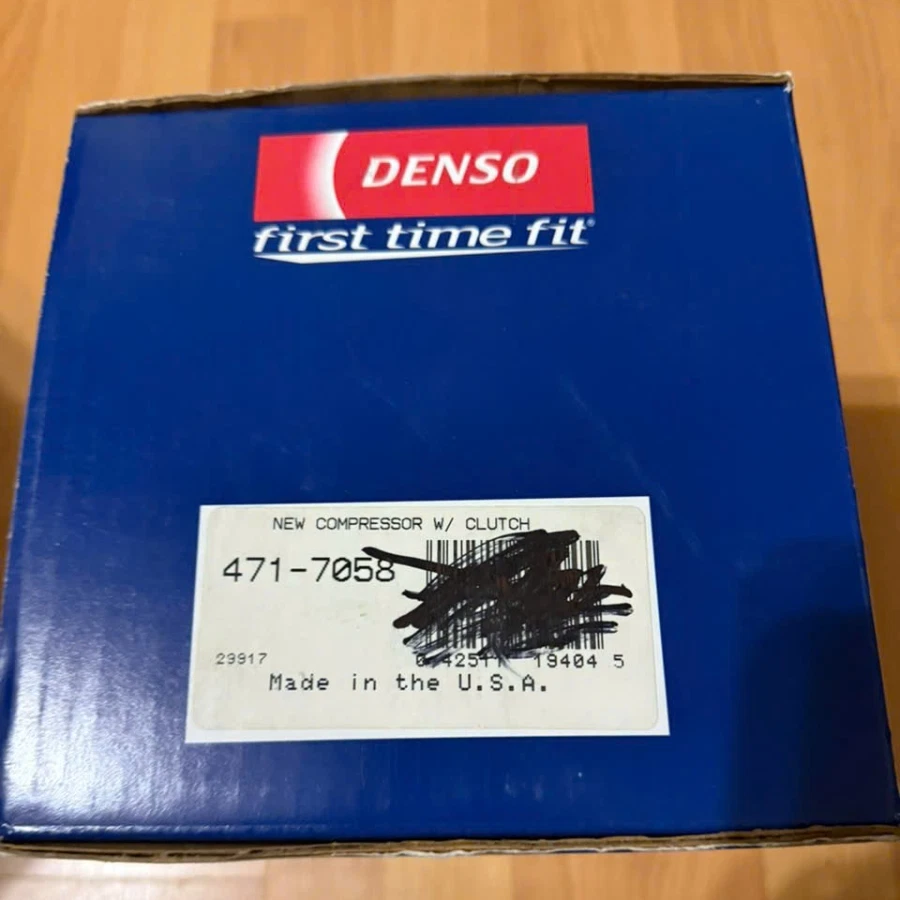 DENSO
first time fit®
NEW COMPRESSOR W/ CLUTCH
471-7058
29917
19404 5
Made in the U.S.A.